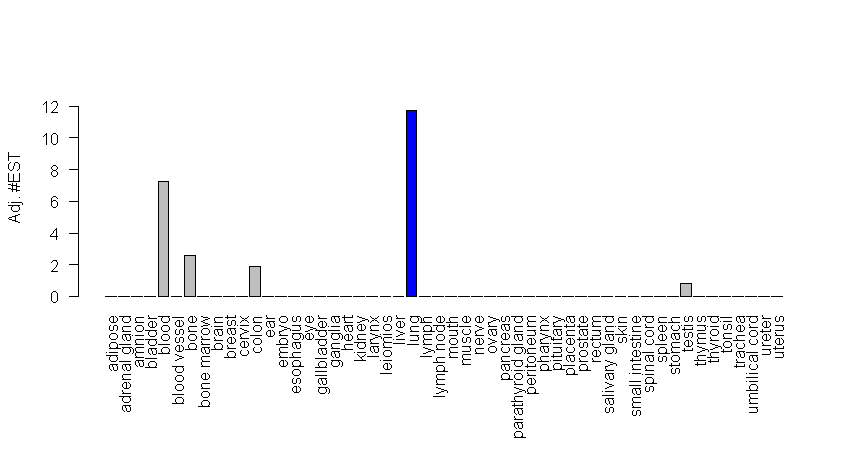 Adj. #EST
12
10
8
6
4
2
0
adipose
adrenal gland
amnion
bladder
blood
blood vessel
bone
bone marrow
brain
breast
cervix
colon
ear
embryo
esophagus
eye
gallbladder
ganglia
heart
kidney
larynx
leiomios
liver
lung
lymph
lymph node
mouth
muscle
nerve
ovary
pancreas
parathyroid gland
peritoneum
pharynx
pituitary
placenta
prostate
rectum
salivary gland
skin
small intestine
spinal cord
spleen
stomach
testis
thymus
thyroid
tonsil
trachea
umbilical cord
ureter
uterus